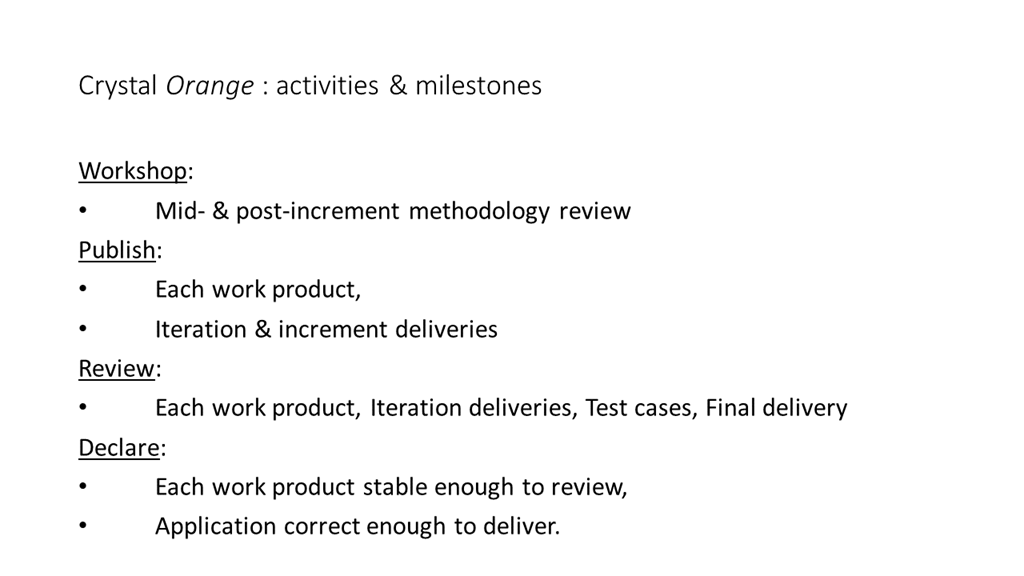 Crystal Orange : activities & milestones
Workshop:
• Mid- & post-increment methodology review
Publish:
• Each work product,
• Iteration & increment deliveries
Review:
• Each work product, Iteration deliveries, Test cases, Final delivery
Declare:
• Each work product stable enough to review,
• Application correct enough to deliver.